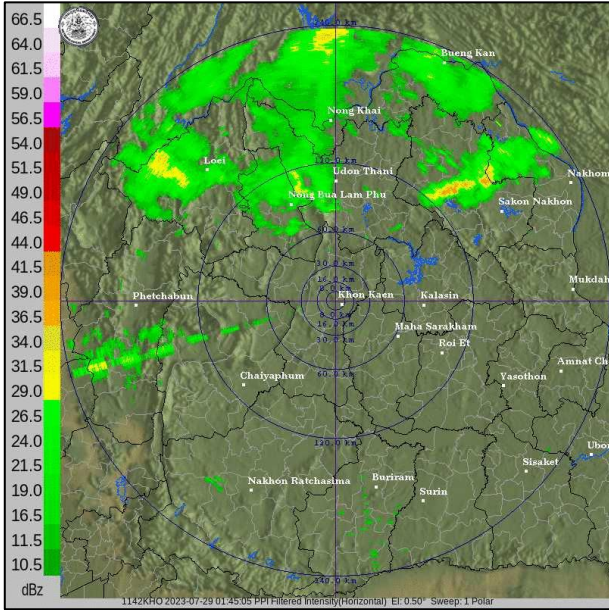 66.5
64.0
61.5
59.0
56.5
54.0
51.5
49.0
46.5
44.0
41.5
39.0
36.5
34.0
31.5
29.0
26.5
24.0
21.5
19.0
16.5
14.0
11.5
10.5
dBz
Bueng Kan
Nong Khai
Loei
Udon Thani
Nakhom
Nong Bua Lam Phu
Sakon Nakhon
Mukdah
Phetchabun
Khon Kaen
Kalasin
Maha Sarakham
Roi Et
Amnat Ch
Chaiyaphum
Yasothon
120.0 km
Ubon
Sisaket
Nakhon Ratchasima
Buriram
Surin
1142KHO 2023-07-29 01:45:05 PPI Filtered Intensity(Horizontal) El: 0.50° Sweep: 1 Polar